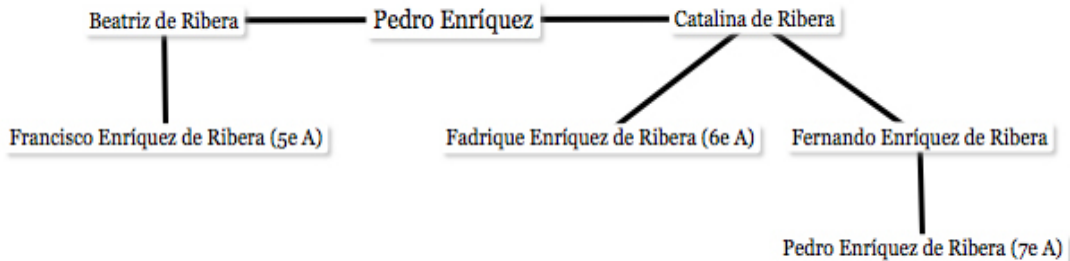 Beatriz de Ribera
Pedro Enríquez
Catalina de Ribera
Francisco Enríquez de Ribera (5e A)
Fadrique Enríquez de Ribera (6e A)
Fernando Enríquez de Ribera
Pedro Enríquez de Ribera (7e A)